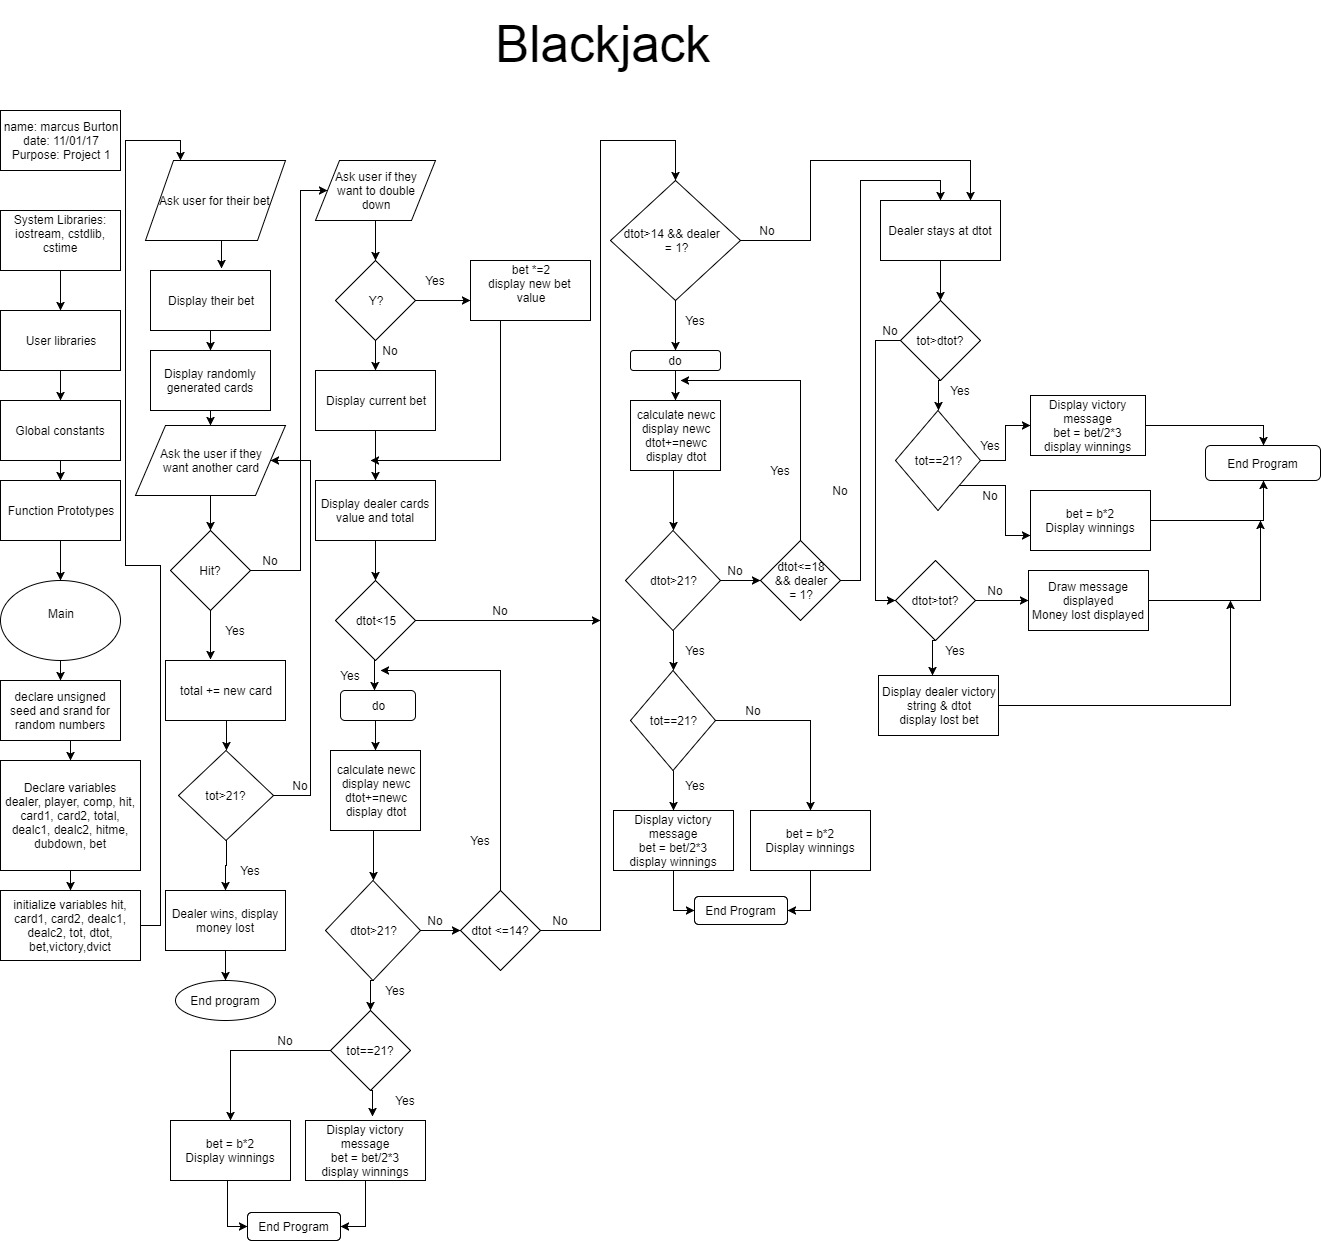 Blackjack
name: marcus Burton
date: 11/01/17
Purpose: Project 1
System Libraries:
iostream, cstdlib,
cstime
User libraries
Global constants
Function Prototypes
Main
declare unsigned
seed and srand for
random numbers
Declare variables
dealer, player, comp, hit,
card1, card2, total,
dealc1, dealc2, hitme,
dubdown, bet
initialize variables hit,
card1, card2, dealc1,
dealc2, tot, dtot,
bet,victory,dvict
Ask user for their bet
Display their bet
Display randomly
generated cards
Ask the user if they
want another card
Hit?
No
Yes
total += new card
tot>21?
No
Yes
Dealer wins, display
money lost
End program
Ask user if they
want to double
down
Y?
Yes
bet *=2
display new bet
value
No
Display current bet
Display dealer cards
value and total
dtot<15
No
Yes
do
calculate newc
display newc
dtot+=newc
display dtot
Yes
dtot>21?
No
dtot <=14?
No
Yes
tot==21?
No
Yes
bet = b*2
Display winnings
Display victory
message
bet = bet/2*3
display winnings
End Program
dtot>14 && dealer
= 1?
No
Yes
do
calculate newc
display newc
dtot+=newc
display dtot
Yes
No
dtot>21?
No
dtot<=18
&& dealer
= 1?
Yes
tot==21?
No
Yes
Display victory
message
bet = bet/2*3
display winnings
bet = b*2
Display winnings
End Program
Dealer stays at dtot
No
tot>dtot?
Yes
tot==21?
Yes
No
Display victory
message
bet = bet/2*3
display winnings
End Program
bet = b*2
Display winnings
dtot>tot?
No
Draw message
displayed
Money lost displayed
Yes
Display dealer victory
string & dtot
display lost bet